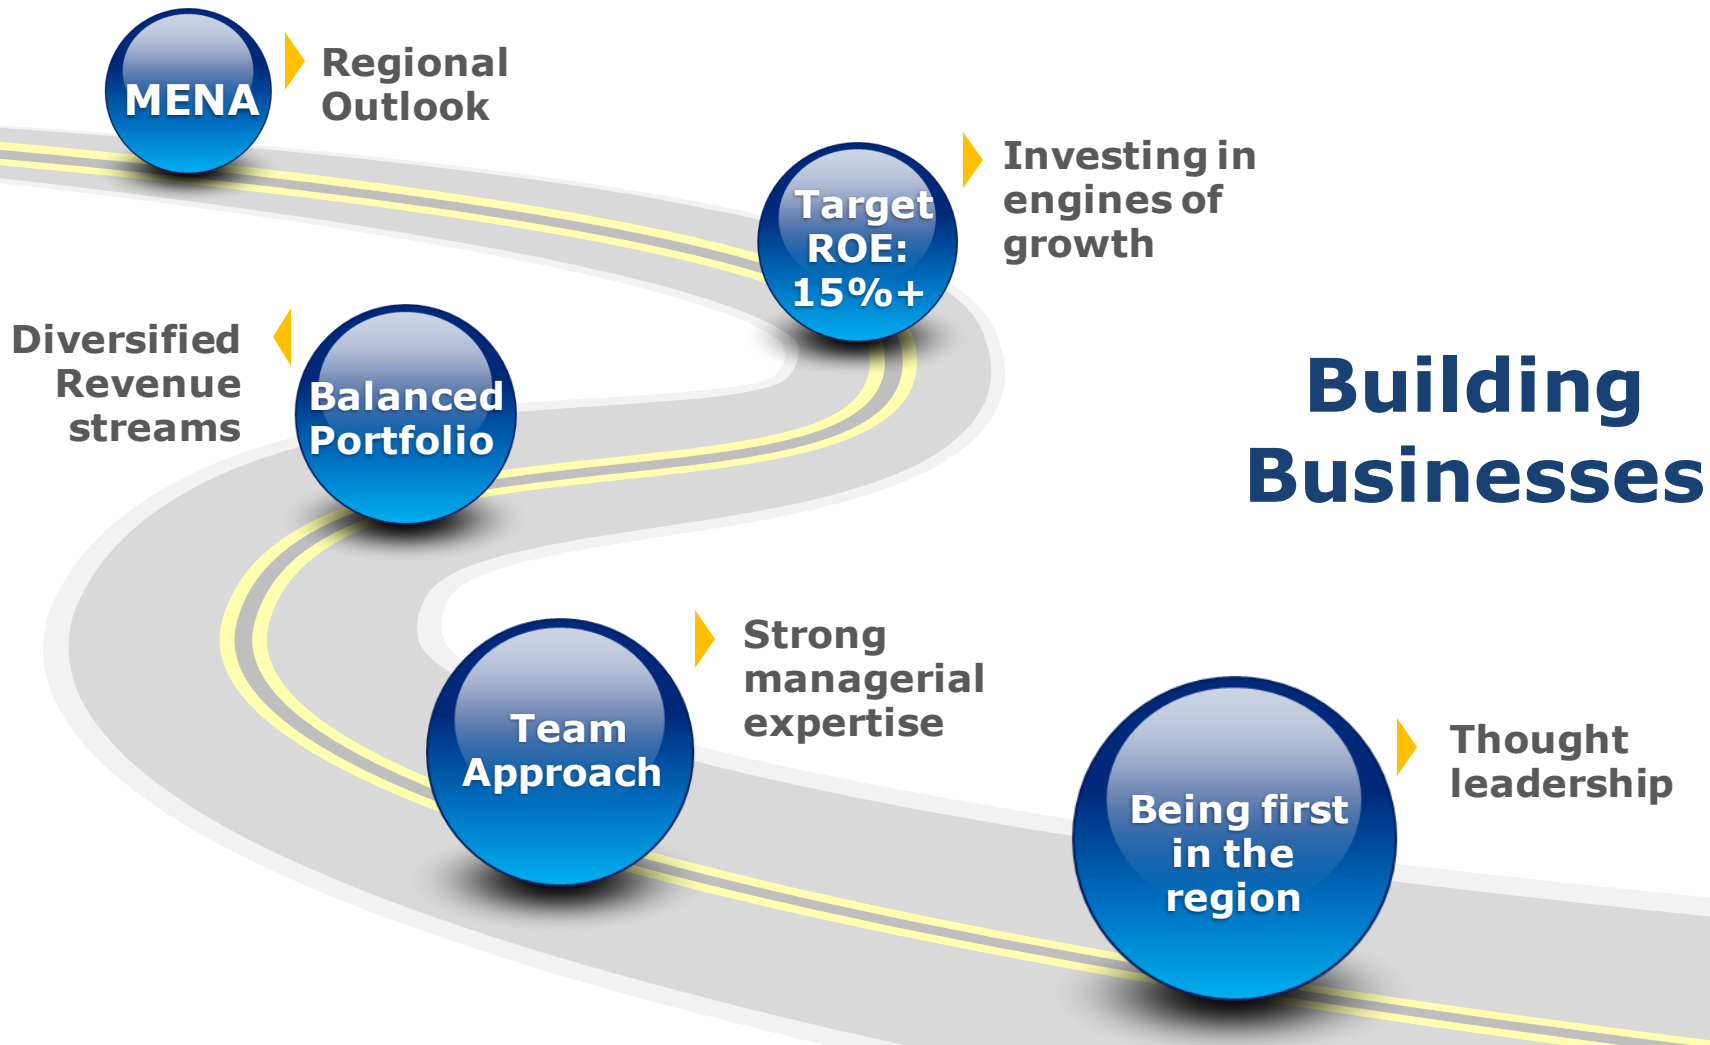 MENA
Regional
Outlook
Target
ROE:
15%+
Investing in
engines of
growth
Diversified
Revenue
streams
Balanced
Portfolio
Building
Businesses
Team
Approach
Strong
managerial
expertise
Being first
in the
region
Thought
leadership